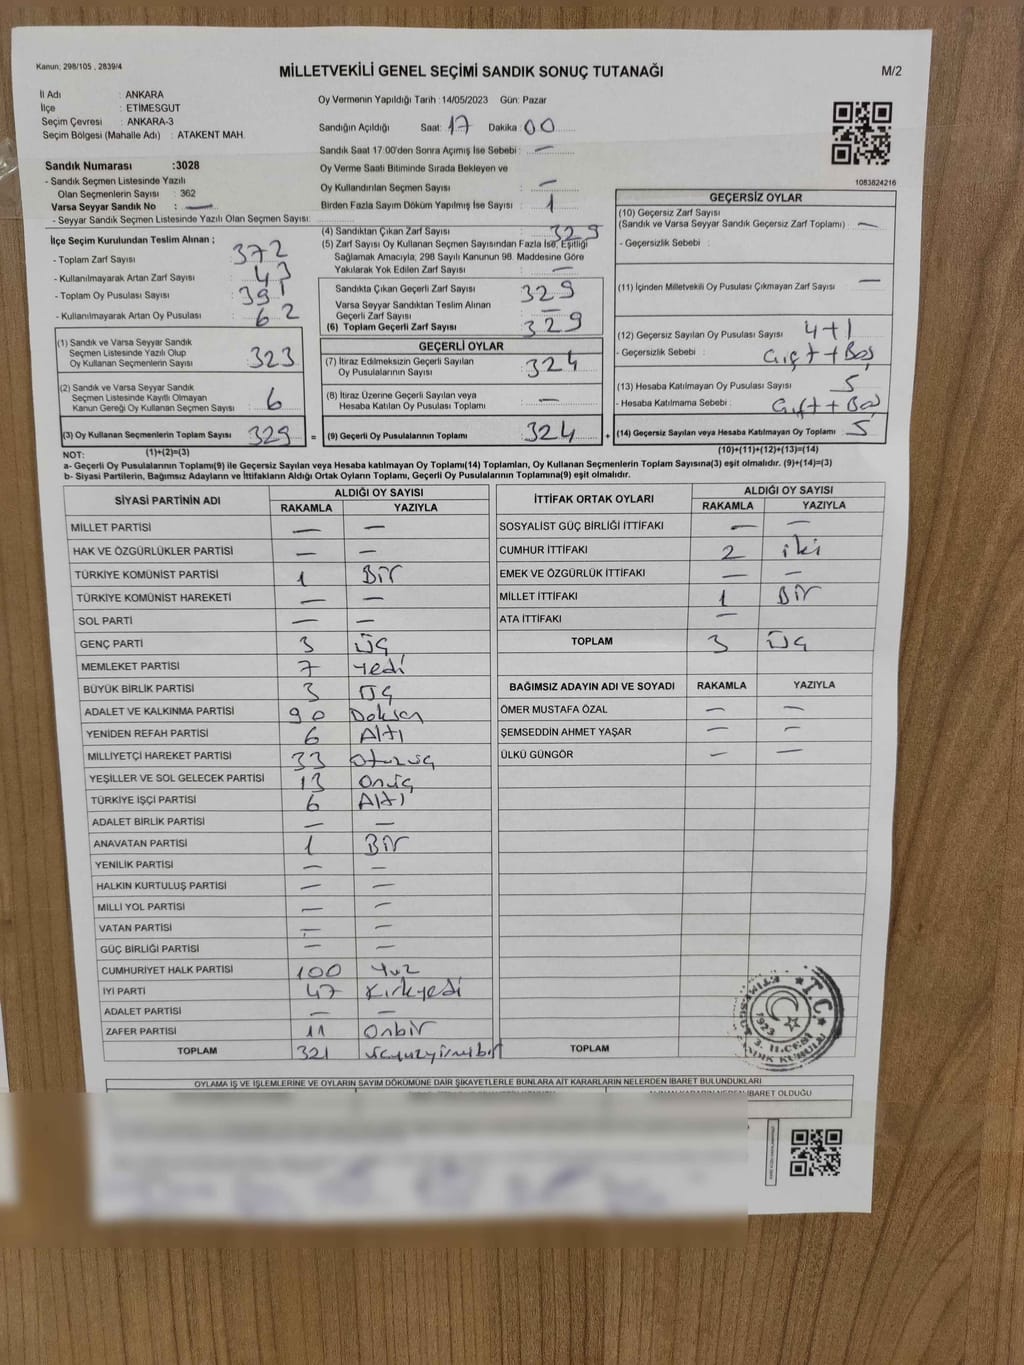 Kanun: 298/105 , 2839/4
MİLLETVEKİLİ GENEL SEÇİMİ SANDIK SONUÇ TUTANAĞI
M/2
İl Adı : ANKARA
İlçe : ETİMESGUT
Seçim Çevresi : ANKARA-3
Seçim Bölgesi (Mahalle Adı) : ATAKENT MAH.
Oy Vermenin Yapıldığı Tarih : 14/05/2023 Gün: Pazar
Sandığın Açıldığı Saat: 17 Dakika: 00
Sandık Saat 17:00'den Sonra Açımış İse Sebebi : —
Oy Verme Saati Bitiminde Sırada Bekleyen ve
Oy Kullandırılan Seçmen Sayısı : —
Birden Fazla Sayım Döküm Yapılmış İse Sayısı : 1
1083824216
Sandık Numarası :3028
- Sandık Seçmen Listesinde Yazılı
Olan Seçmenlerin Sayısı : 362
Varsa Seyyar Sandık No : —
- Seyyar Sandık Seçmen Listesinde Yazılı Olan Seçmen Sayısı:
İlçe Seçim Kurulundan Teslim Alınan ;
- Toplam Zarf Sayısı : 372
- Kullanılmayarak Artan Zarf Sayısı : 43
- Toplam Oy Pusulası Sayısı : 391
- Kullanılmayarak Artan Oy Pusulası : 62
(1) Sandık ve Varsa Seyyar Sandık
Seçmen Listesinde Yazılı Olup
Oy Kullanan Seçmenlerin Sayısı : 323
(2) Sandık ve Varsa Seyyar Sandık
Seçmen Listesinde Kayıtlı Olmayan
Kanun Gereği Oy Kullanan Seçmen Sayısı : 6
(3) Oy Kullanan Seçmenlerin Toplam Sayısı : 329
(1)+(2)=(3)
(4) Sandıktan Çıkan Zarf Sayısı : 329
(5) Zarf Sayısı Oy Kullanan Seçmen Sayısından Fazla İse, Eşitliği
Sağlamak Amacıyla; 298 Sayılı Kanunun 98. Maddesine Göre
Yakılarak Yok Edilen Zarf Sayısı : —
Sandıkta Çıkan Geçerli Zarf Sayısı : 329
Varsa Seyyar Sandıktan Teslim Alınan
Geçerli Zarf Sayısı : —
(6) Toplam Geçerli Zarf Sayısı : 329
GEÇERLİ OYLAR
(7) İtiraz Edilmeksizin Geçerli Sayılan
Oy Pusulalarının Sayısı : 324
(8) İtiraz Üzerine Geçerli Sayılan veya
Hesaba Katılan Oy Pusulası Toplamı : —
= (9) Geçerli Oy Pusulalarının Toplamı : 324
GEÇERSİZ OYLAR
(10) Geçersiz Zarf Sayısı
(Sandık ve Varsa Seyyar Sandık Geçersiz Zarf Toplamı) : —
- Geçersizlik Sebebi :
(11) İçinden Milletvekili Oy Pusulası Çıkmayan Zarf Sayısı : —
(12) Geçersiz Sayılan Oy Pusulası Sayısı : 4+1
- Geçersizlik Sebebi : Çift + Boş
(13) Hesaba Katılmayan Oy Pusulası Sayısı : 5
- Hesaba Katılmama Sebebi : Çift + Boş
+ (14) Geçersiz Sayılan veya Hesaba Katılmayan Oy Toplamı : 5
(10)+(11)+(12)+(13)=(14)
NOT:
a- Geçerli Oy Pusulalarının Toplamı(9) ile Geçersiz Sayılan veya Hesaba katılmayan Oy Toplamı(14) Toplamları, Oy Kullanan Seçmenlerin Toplam Sayısına(3) eşit olmalıdır. (9)+(14)=(3)
b- Siyasi Partilerin, Bağımsız Adayların ve İttifakların Aldığı Ortak Oyların Toplamı, Geçerli Oy Pusulalarının Toplamına(9) eşit olmalıdır.
SİYASİ PARTİNİN ADI ALDIĞI OY SAYISI
RAKAMLA YAZIYLA
MİLLET PARTİSİ — —
HAK VE ÖZGÜRLÜKLER PARTİSİ — —
TÜRKİYE KOMÜNİST PARTİSİ 1 Bir
TÜRKİYE KOMÜNİST HAREKETİ — —
SOL PARTİ — —
GENÇ PARTİ 3 Üç
MEMLEKET PARTİSİ 7 Yedi
BÜYÜK BİRLİK PARTİSİ 3 Üç
ADALET VE KALKINMA PARTİSİ 90 Doksan
YENİDEN REFAH PARTİSİ 6 Altı
MİLLİYETÇİ HAREKET PARTİSİ 33 Otuzüç
YEŞİLLER VE SOL GELECEK PARTİSİ 13 Onüç
TÜRKİYE İŞÇİ PARTİSİ 6 Altı
ADALET BİRLİK PARTİSİ — —
ANAVATAN PARTİSİ 1 Bir
YENİLİK PARTİSİ — —
HALKIN KURTULUŞ PARTİSİ — —
MİLLİ YOL PARTİSİ — —
VATAN PARTİSİ — —
GÜÇ BİRLİĞİ PARTİSİ — —
CUMHURİYET HALK PARTİSİ 100 Yüz
İYİ PARTİ 47 Kırkyedi
ADALET PARTİSİ — —
ZAFER PARTİSİ 11 Onbir
TOPLAM 321 üçyüzyirmibir
İTTİFAK ORTAK OYLARI ALDIĞI OY SAYISI
RAKAMLA YAZIYLA
SOSYALİST GÜÇ BİRLİĞİ İTTİFAKI — —
CUMHUR İTTİFAKI 2 iki
EMEK VE ÖZGÜRLÜK İTTİFAKI — —
MİLLET İTTİFAKI 1 Bir
ATA İTTİFAKI —
TOPLAM 3 Üç
BAĞIMSIZ ADAYIN ADI VE SOYADI RAKAMLA YAZIYLA
ÖMER MUSTAFA ÖZAL — —
ŞEMSEDDİN AHMET YAŞAR — —
ÜLKÜ GÜNGÖR — —
TOPLAM
T.C.
1923
OYLAMA İŞ VE İŞLEMLERİNE VE OYLARIN SAYIM DÖKÜMÜNE DAİR ŞİKAYETLERLE BUNLARA AİT KARARLARIN NELERDEN İBARET BULUNDUKLARI
İBARET OLDUĞU